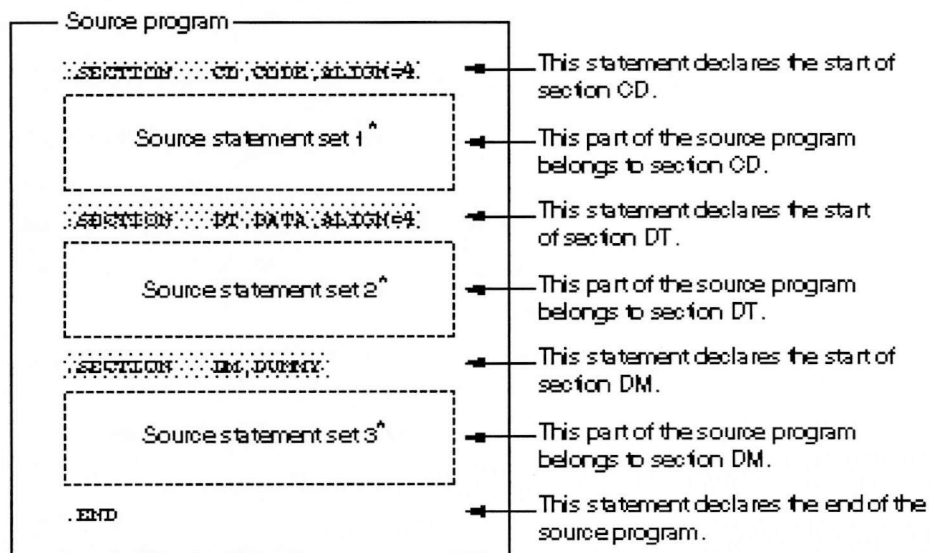 Source program
.SECTION CD,CODE,ALIGN=4
This statement declares the start of
section CD.
Source statement set 1*
This part of the source program
belongs to section CD.
.SECTION DT,DATA,ALIGN=4
This statement declares the start
of section DT.
Source statement set 2*
This part of the source program
belongs to section DT.
.SECTION DM,DUMMY
This statement declares the start of
section DM.
Source statement set 3*
This part of the source program
belongs to section DM.
.END
This statement declares the end of the
source program.